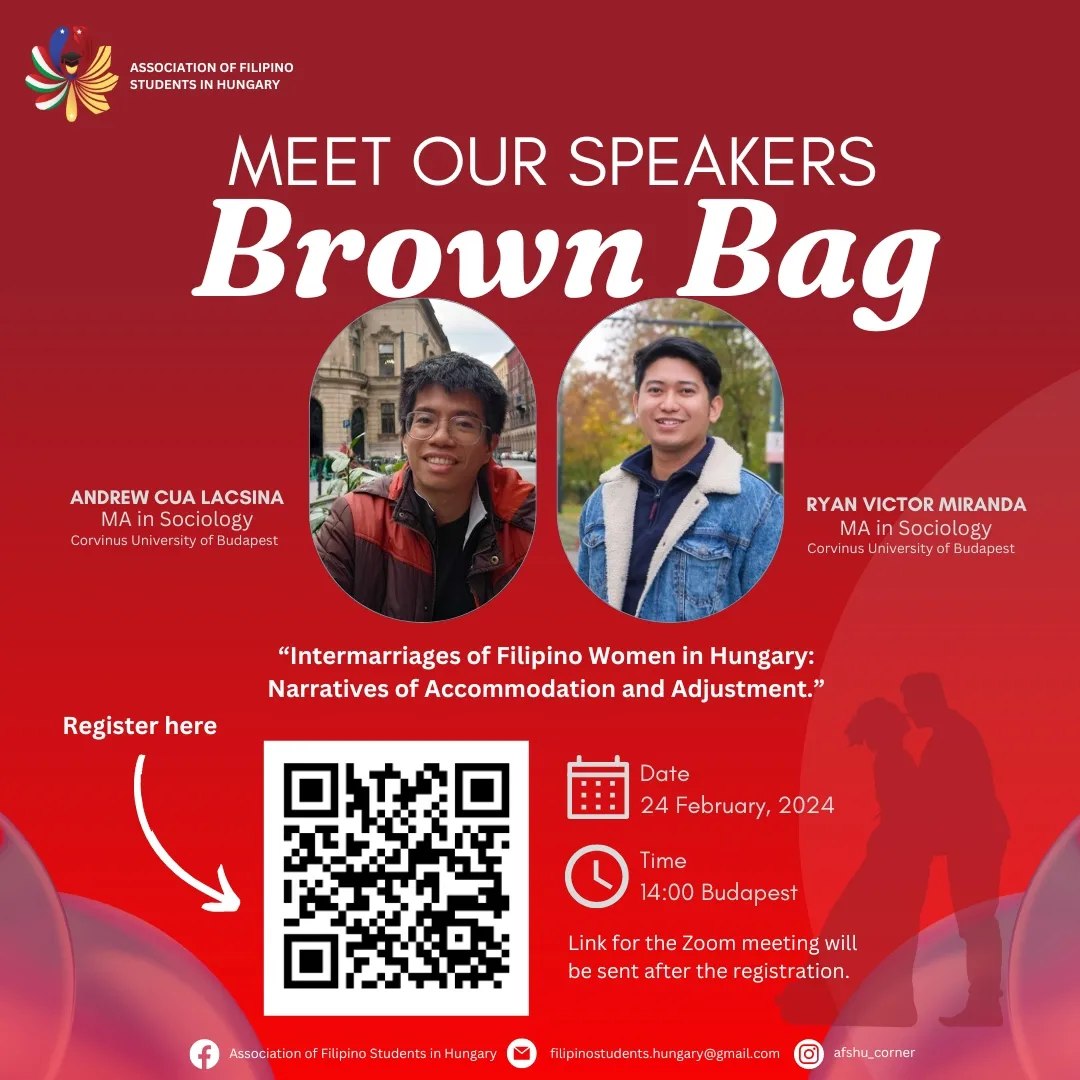 ASSOCIATION OF FILIPINO
STUDENTS IN HUNGARY
MEET OUR SPEAKERS
Brown Bag
ANDREW CUA LACSINA
MA in Sociology
Corvinus University of Budapest
RYAN VICTOR MIRANDA
MA in Sociology
Corvinus University of Budapest
“Intermarriages of Filipino Women in Hungary:
Narratives of Accommodation and Adjustment.”
Register here
Date
24 February, 2024
Time
14:00 Budapest
Link for the Zoom meeting will
be sent after the registration.
Association of Filipino Students in Hungary
filipinostudents.hungary@gmail.com
afshu_corner